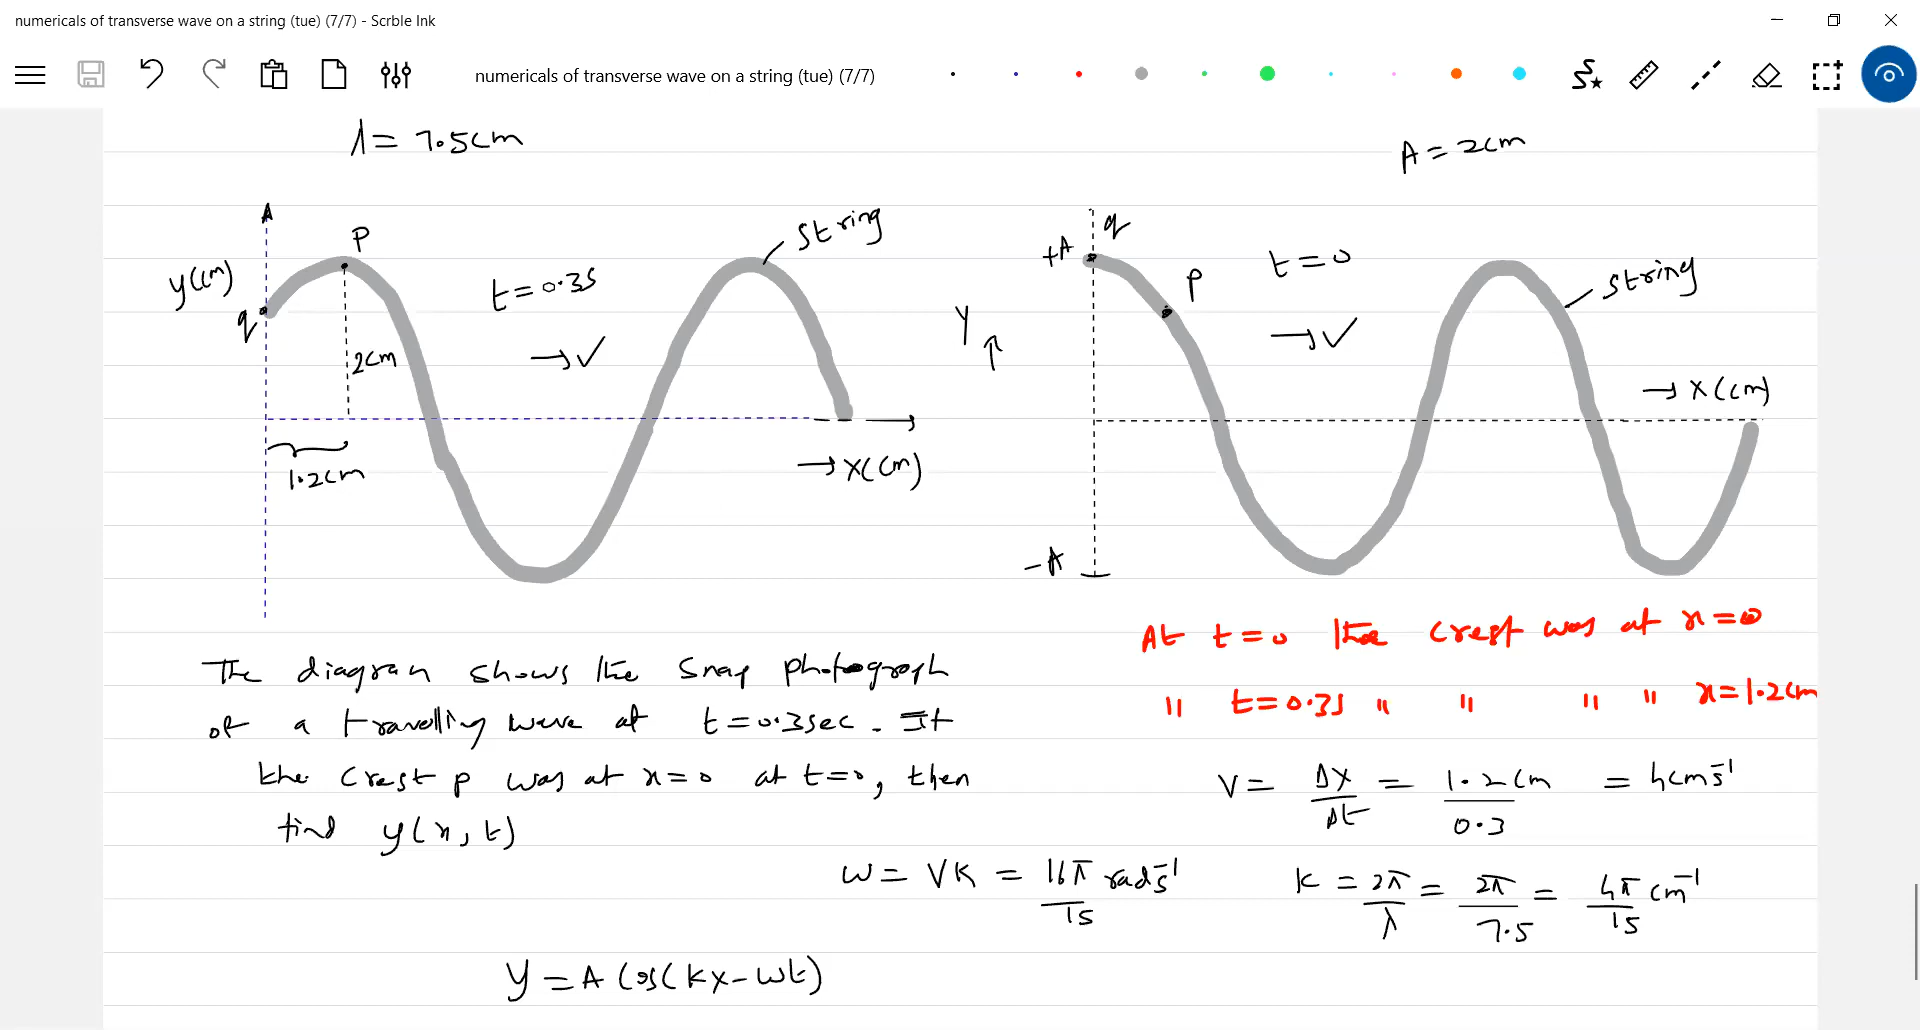 numericals of transverse wave on a string (tue) (7/7) - Scrble Ink
numericals of transverse wave on a string (tue) (7/7)
λ = 7.5cm
A = 2cm
y(cm)
P
q
t = 0.3s
→ V
string
2cm
1.2cm
→ X(cm)
+A
q
P
t = 0
→ V
string
Y
→ X(cm)
-A
The diagram shows the snap photograph
of a travelling wave at t = 0.3sec. If
the crest p was at x = 0 at t = 0, then
find y(x, t)
At t = 0 the crest was at x = 0
" t = 0.3s " " " " x = 1.2cm
V = ΔX/Δt = 1.2cm/0.3 = 4cms⁻¹
ω = VK = 16π/15 rads⁻¹
K = 2π/λ = 2π/7.5 = 4π/15 cm⁻¹
y = A Cos(kx - ωt)